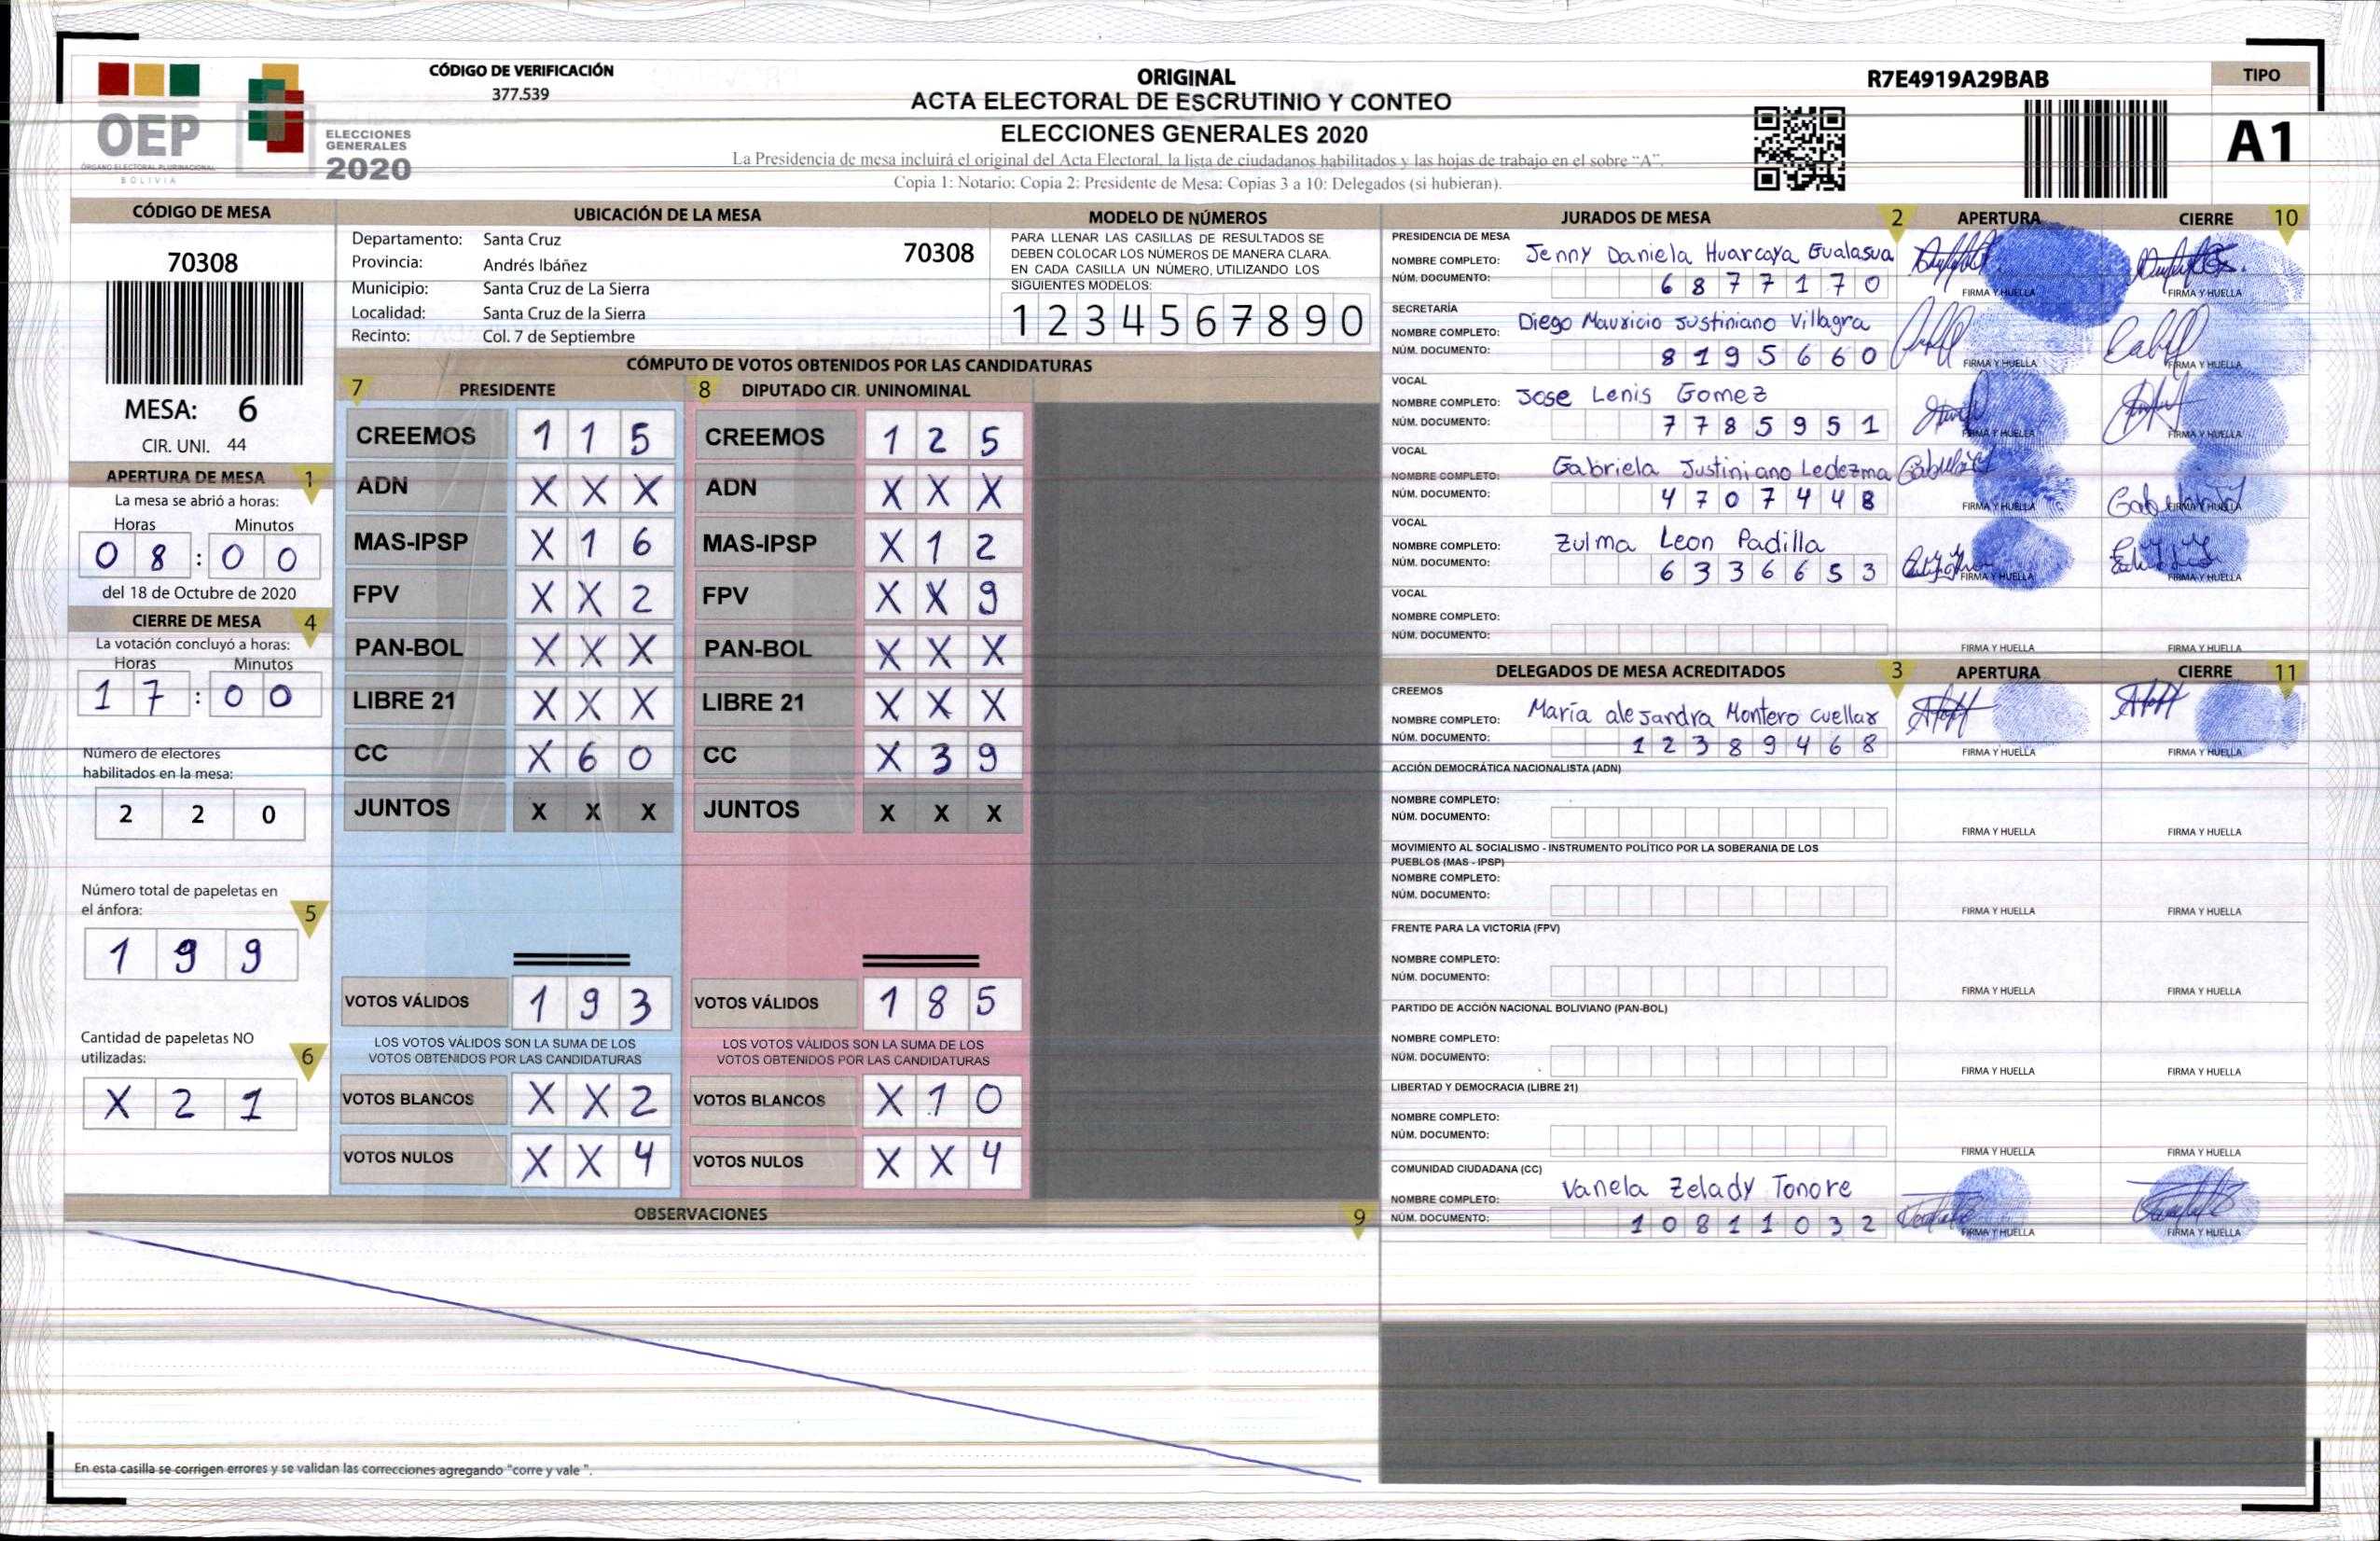 OEP
ÓRGANO ELECTORAL PLURINACIONAL
BOLIVIA
ELECCIONES
GENERALES
2020
CÓDIGO DE VERIFICACIÓN
377.539
ORIGINAL
ACTA ELECTORAL DE ESCRUTINIO Y CONTEO
ELECCIONES GENERALES 2020
La Presidencia de mesa incluirá el original del Acta Electoral, la lista de ciudadanos habilitados y las hojas de trabajo en el sobre "A".
Copia 1: Notario: Copia 2: Presidente de Mesa: Copias 3 a 10: Delegados (si hubieran).
R7E4919A29BAB
TIPO
A1
CÓDIGO DE MESA
70308
MESA: 6
CIR. UNI. 44
APERTURA DE MESA 1
La mesa se abrió a horas:
Horas Minutos
0 8 : 0 0
del 18 de Octubre de 2020
CIERRE DE MESA 4
La votación concluyó a horas:
Horas Minutos
1 7 : 0 0
Número de electores
habilitados en la mesa:
2 2 0
Número total de papeletas en
el ánfora: 5
1 9 9
Cantidad de papeletas NO
utilizadas: 6
X 2 1
UBICACIÓN DE LA MESA
Departamento: Santa Cruz 70308
Provincia: Andrés Ibáñez
Municipio: Santa Cruz de La Sierra
Localidad: Santa Cruz de la Sierra
Recinto: Col. 7 de Septiembre
MODELO DE NÚMEROS
PARA LLENAR LAS CASILLAS DE RESULTADOS SE
DEBEN COLOCAR LOS NÚMEROS DE MANERA CLARA.
EN CADA CASILLA UN NÚMERO, UTILIZANDO LOS
SIGUIENTES MODELOS:
1 2 3 4 5 6 7 8 9 0
CÓMPUTO DE VOTOS OBTENIDOS POR LAS CANDIDATURAS
7 PRESIDENTE 8 DIPUTADO CIR. UNINOMINAL
CREEMOS 1 1 5 CREEMOS 1 2 5
ADN X X X ADN X X X
MAS-IPSP X 1 6 MAS-IPSP X 1 2
FPV X X 2 FPV X X 9
PAN-BOL X X X PAN-BOL X X X
LIBRE 21 X X X LIBRE 21 X X X
CC X 6 0 CC X 3 9
JUNTOS X X X JUNTOS X X X
VOTOS VÁLIDOS 1 9 3 VOTOS VÁLIDOS 1 8 5
LOS VOTOS VÁLIDOS SON LA SUMA DE LOS LOS VOTOS VÁLIDOS SON LA SUMA DE LOS
VOTOS OBTENIDOS POR LAS CANDIDATURAS VOTOS OBTENIDOS POR LAS CANDIDATURAS
VOTOS BLANCOS X X 2 VOTOS BLANCOS X 1 0
VOTOS NULOS X X 4 VOTOS NULOS X X 4
OBSERVACIONES 9
En esta casilla se corrigen errores y se validan las correcciones agregando "corre y vale ".
JURADOS DE MESA 2 APERTURA CIERRE 10
PRESIDENCIA DE MESA
NOMBRE COMPLETO: Jenny Daniela Huarcaya Gualasua
NÚM. DOCUMENTO: 6 8 7 7 1 7 0 FIRMA Y HUELLA FIRMA Y HUELLA
SECRETARÍA
NOMBRE COMPLETO: Diego Mauricio Justiniano Villagra
NÚM. DOCUMENTO: 8 1 9 5 6 6 0 FIRMA Y HUELLA FIRMA Y HUELLA
VOCAL
NOMBRE COMPLETO: Jose Lenis Gomez
NÚM. DOCUMENTO: 7 7 8 5 9 5 1 FIRMA Y HUELLA FIRMA Y HUELLA
VOCAL
NOMBRE COMPLETO: Gabriela Justiniano Ledezma
NÚM. DOCUMENTO: 4 7 0 7 4 4 8 FIRMA Y HUELLA FIRMA Y HUELLA
VOCAL
NOMBRE COMPLETO: Zulma Leon Padilla
NÚM. DOCUMENTO: 6 3 3 6 6 5 3 FIRMA Y HUELLA FIRMA Y HUELLA
VOCAL
NOMBRE COMPLETO:
NÚM. DOCUMENTO: FIRMA Y HUELLA FIRMA Y HUELLA
DELEGADOS DE MESA ACREDITADOS 3 APERTURA CIERRE 11
CREEMOS
NOMBRE COMPLETO: María alejandra Montero cuellar
NÚM. DOCUMENTO: 1 2 3 8 9 4 6 8 FIRMA Y HUELLA FIRMA Y HUELLA
ACCIÓN DEMOCRÁTICA NACIONALISTA (ADN)
NOMBRE COMPLETO:
NÚM. DOCUMENTO: FIRMA Y HUELLA FIRMA Y HUELLA
MOVIMIENTO AL SOCIALISMO - INSTRUMENTO POLÍTICO POR LA SOBERANIA DE LOS
PUEBLOS (MAS - IPSP)
NOMBRE COMPLETO:
NÚM. DOCUMENTO: FIRMA Y HUELLA FIRMA Y HUELLA
FRENTE PARA LA VICTORIA (FPV)
NOMBRE COMPLETO:
NÚM. DOCUMENTO: FIRMA Y HUELLA FIRMA Y HUELLA
PARTIDO DE ACCIÓN NACIONAL BOLIVIANO (PAN-BOL)
NOMBRE COMPLETO:
NÚM. DOCUMENTO: FIRMA Y HUELLA FIRMA Y HUELLA
LIBERTAD Y DEMOCRACIA (LIBRE 21)
NOMBRE COMPLETO:
NÚM. DOCUMENTO: FIRMA Y HUELLA FIRMA Y HUELLA
COMUNIDAD CIUDADANA (CC)
NOMBRE COMPLETO: Vanela Zelady Tonore
NÚM. DOCUMENTO: 1 0 8 1 1 0 3 2 FIRMA Y HUELLA FIRMA Y HUELLA